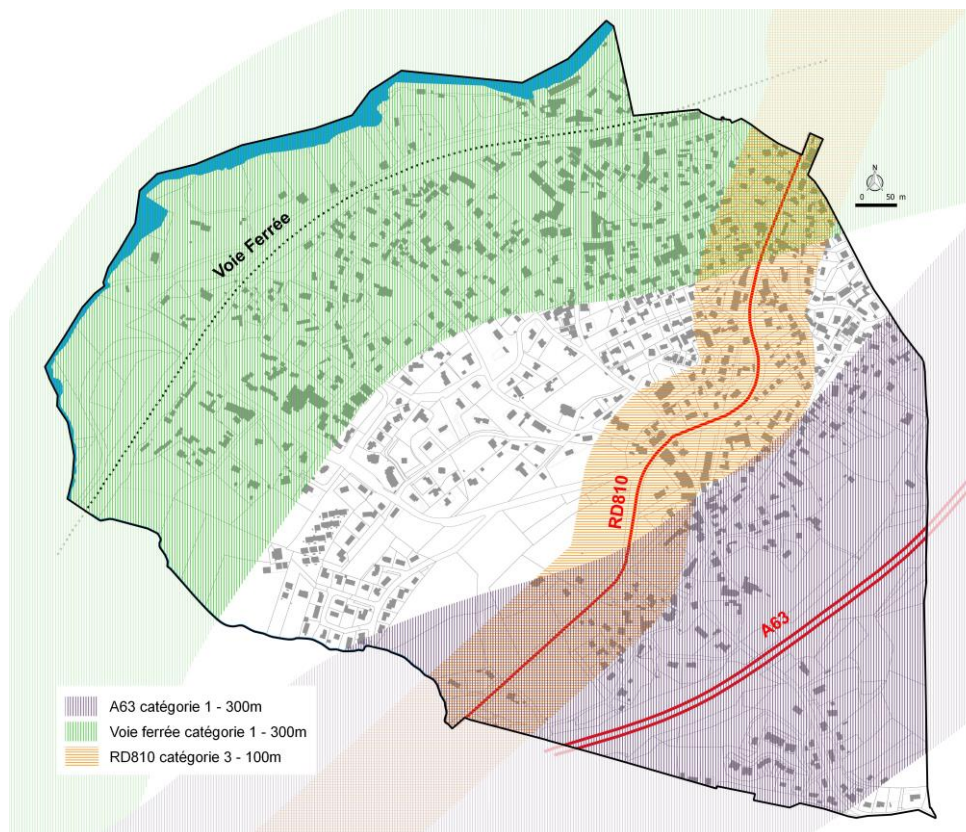 N
0 50 m
Voie Ferrée
RD810
A63
A63 catégorie 1 - 300m
Voie ferrée catégorie 1 - 300m
RD810 catégorie 3 - 100m